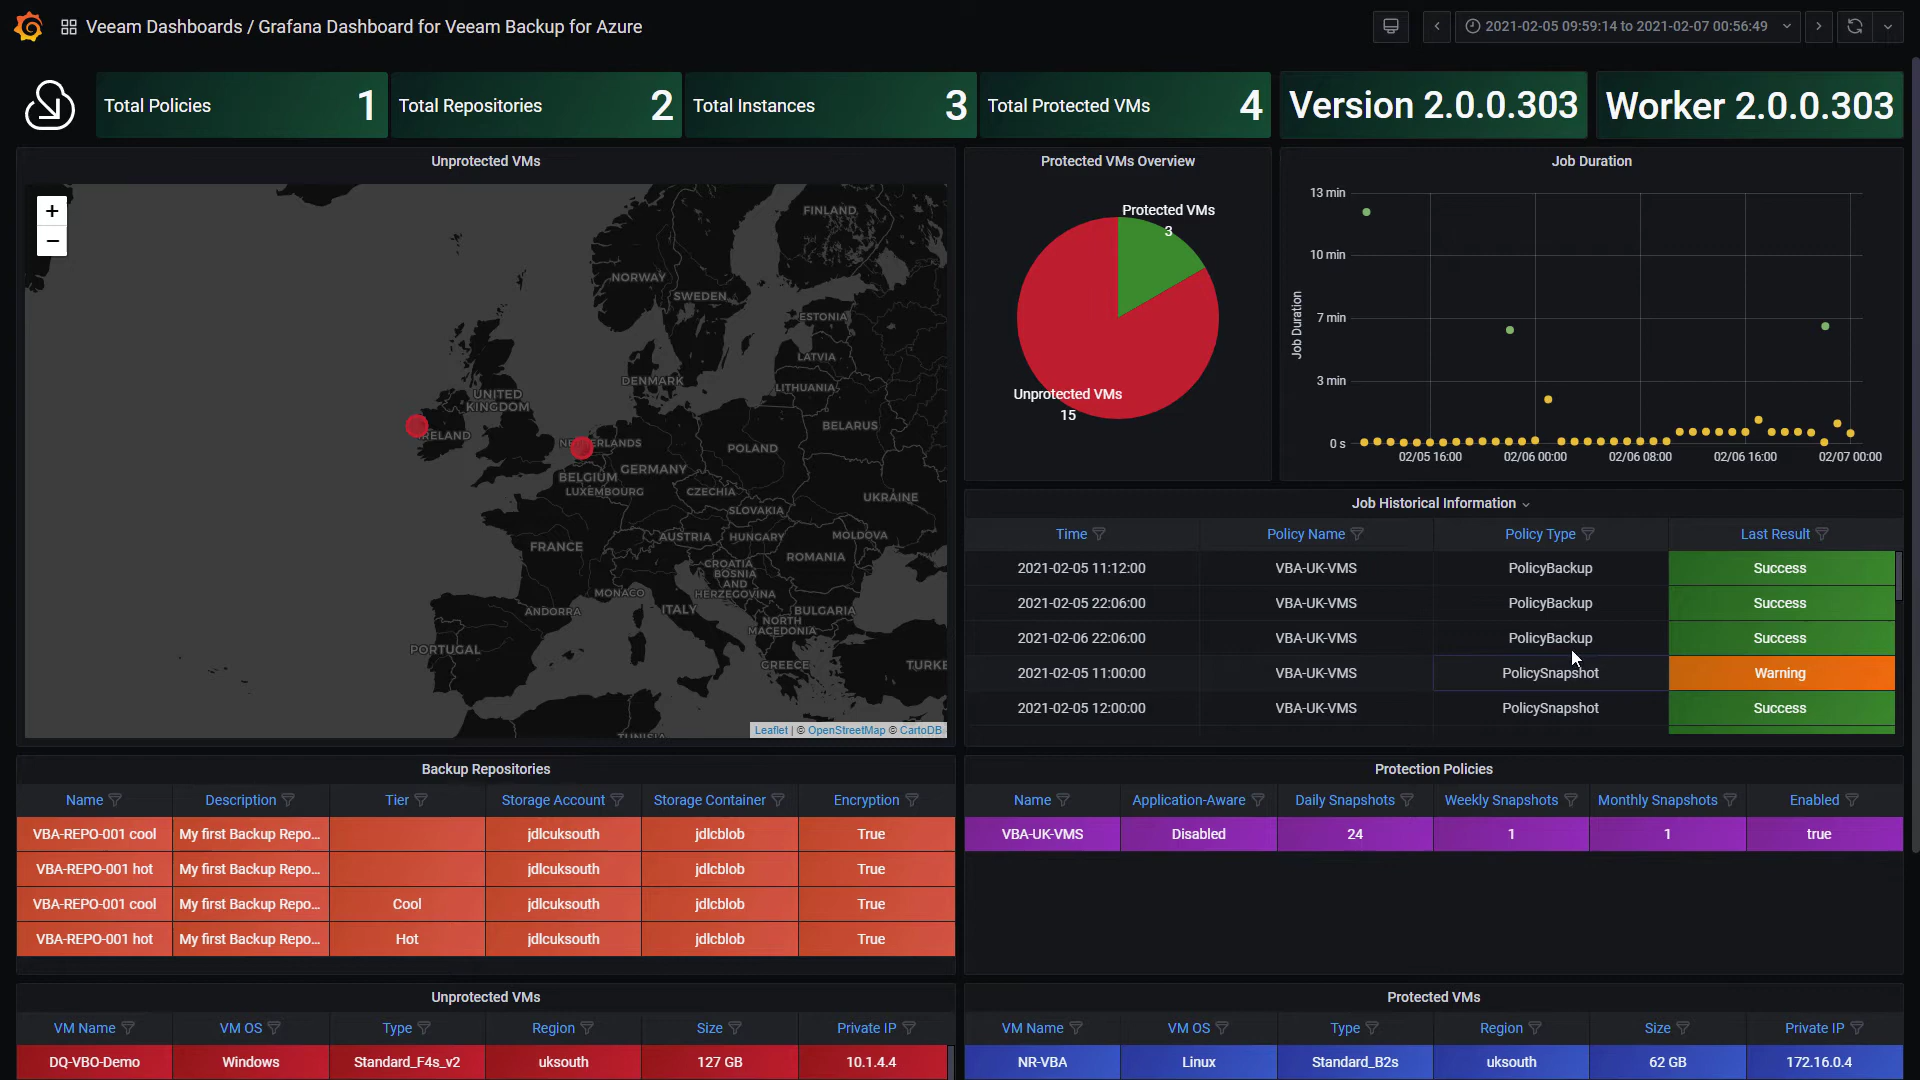 Veeam Dashboards / Grafana Dashboard for Veeam Backup for Azure
2021-02-05 09:59:14 to 2021-02-07 00:56:49
Total Policies 1
Total Repositories 2
Total Instances 3
Total Protected VMs 4
Version 2.0.0.303
Worker 2.0.0.303
Unprotected VMs
+
−
FINLAND
NORWAY
SWEDEN
ESTONIA
LATVIA
LITHUANIA
DENMARK
UNITED
KINGDOM
IRELAND
BELARUS
NETHERLANDS
POLAND
GERMANY
BELGIUM
LUXEMBOURG
CZECHIA
UKRAINE
SLOVAKIA
AUSTRIA
HUNGARY
MOLDOVA
FRANCE
ROMANIA
CROATIA
BOSNIA
AND
HERZEGOVINA
MONACO
ANDORRA
ITALY
BULGARIA
NORTH
MACEDONIA
PORTUGAL
GREECE
TURKE
TUNISIA
Leaflet | © OpenStreetMap © CartoDB
Protected VMs Overview
Protected VMs
3
Unprotected VMs
15
Job Duration
Job Duration
13 min
10 min
7 min
3 min
0 s
02/05 16:00 02/06 00:00 02/06 08:00 02/06 16:00 02/07 00:00
Job Historical Information
Time Policy Name Policy Type Last Result
2021-02-05 11:12:00 VBA-UK-VMS PolicyBackup Success
2021-02-05 22:06:00 VBA-UK-VMS PolicyBackup Success
2021-02-06 22:06:00 VBA-UK-VMS PolicyBackup Success
2021-02-05 11:00:00 VBA-UK-VMS PolicySnapshot Warning
2021-02-05 12:00:00 VBA-UK-VMS PolicySnapshot Success
Backup Repositories
Name Description Tier Storage Account Storage Container Encryption
VBA-REPO-001 cool My first Backup Repo... jdlcuksouth jdlcblob True
VBA-REPO-001 hot My first Backup Repo... jdlcuksouth jdlcblob True
VBA-REPO-001 cool My first Backup Repo... Cool jdlcuksouth jdlcblob True
VBA-REPO-001 hot My first Backup Repo... Hot jdlcuksouth jdlcblob True
Protection Policies
Name Application-Aware Daily Snapshots Weekly Snapshots Monthly Snapshots Enabled
VBA-UK-VMS Disabled 24 1 1 true
Unprotected VMs
VM Name VM OS Type Region Size Private IP
DQ-VBO-Demo Windows Standard_F4s_v2 uksouth 127 GB 10.1.4.4
Protected VMs
VM Name VM OS Type Region Size Private IP
NR-VBA Linux Standard_B2s uksouth 62 GB 172.16.0.4